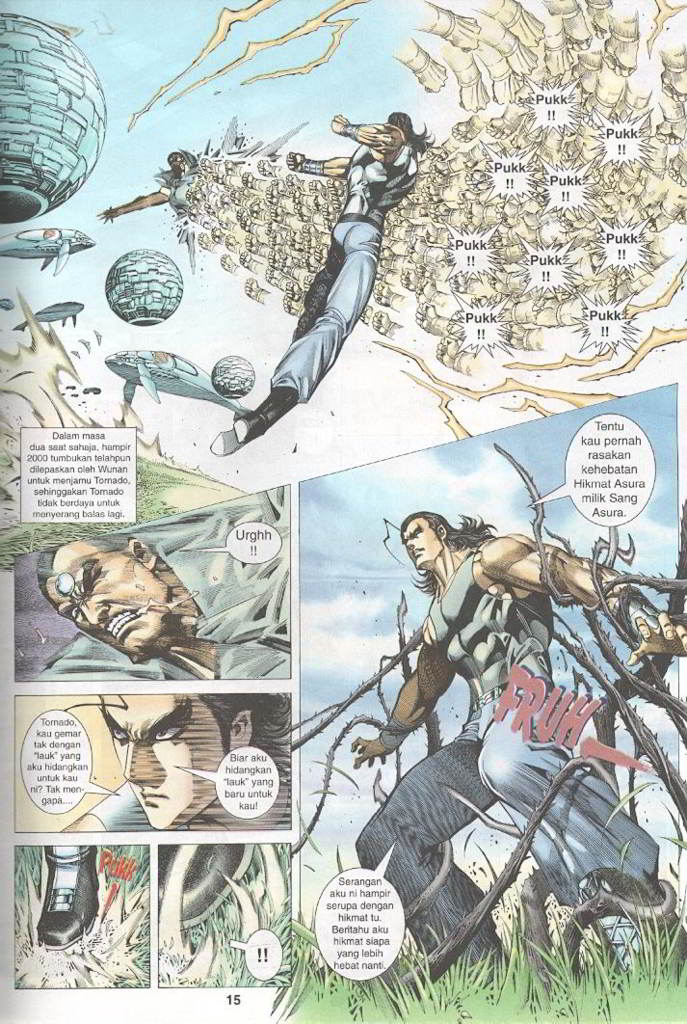 Pukk
!!
Pukk
!!
Pukk
!!
Pukk
!!
Pukk
!!
Pukk
!!
Pukk
!!
Pukk
!!
Pukk
!!
Dalam masa
dua saat sahaja, hampir
2000 tumbukan telahpun
dilepaskan oleh Wunan
untuk menjamu Tornado,
sehinggakan Tornado
tidak berdaya untuk
menyerang balas lagi.
Urghh
!!
Tornado,
kau gemar
tak dengan
"lauk" yang
aku hidangkan
untuk kau
ni? Tak men-
gapa....
Biar aku
hidangkan
"lauk" yang
baru untuk
kau!
Pukk
!
!!
Tentu
kau pernah
rasakan
kehebatan
Hikmat Asura
milik Sang
Asura.
FRUH
Serangan
aku ni hampir
serupa dengan
hikmat tu.
Beritahu aku
hikmat siapa
yang lebih
hebat nanti.
15